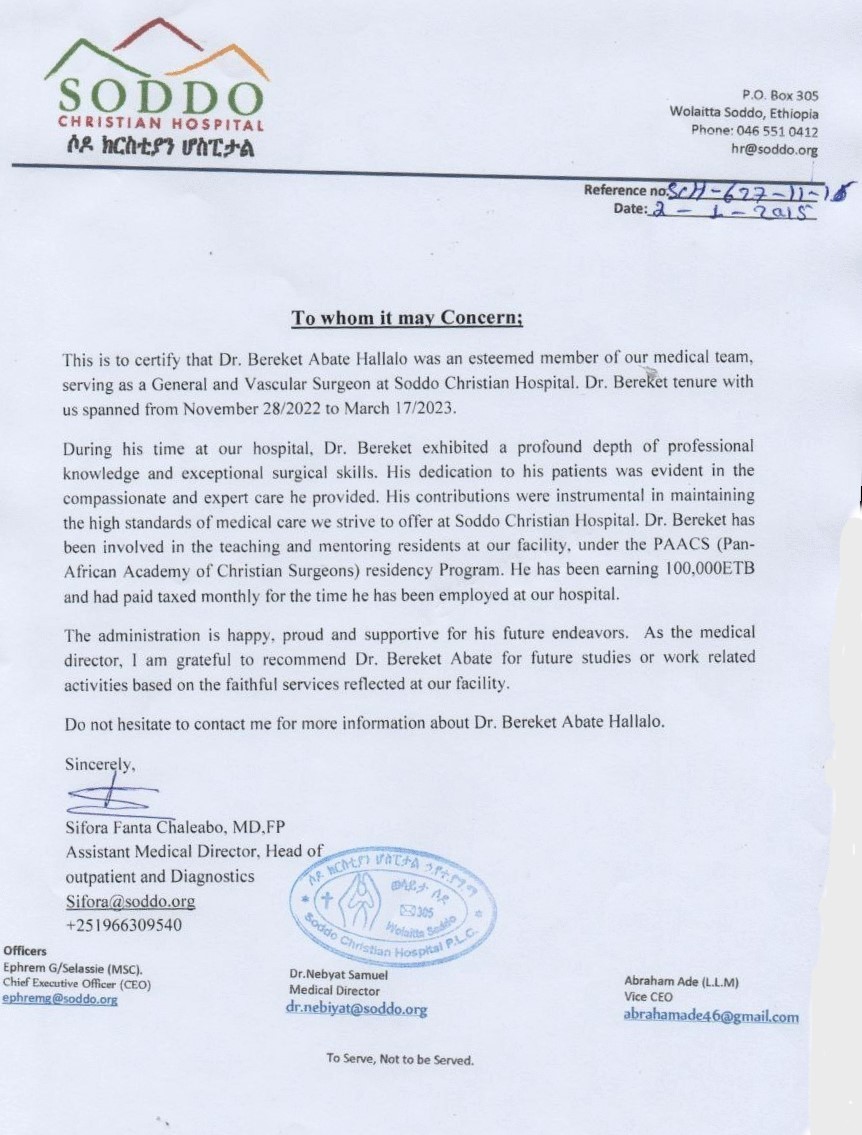 SODDO
CHRISTIAN HOSPITAL
ሶዶ ክርስቲያን ሆስፒታል
P.O. Box 305
Wolaitta Soddo, Ethiopia
Phone: 046 551 0412
hr@soddo.org
Reference no.
Date: 2 - 1 - 2015
To whom it may Concern;
This is to certify that Dr. Bereket Abate Hallalo was an esteemed member of our medical team,
serving as a General and Vascular Surgeon at Soddo Christian Hospital. Dr. Bereket tenure with
us spanned from November 28/2022 to March 17/2023.
During his time at our hospital, Dr. Bereket exhibited a profound depth of professional
knowledge and exceptional surgical skills. His dedication to his patients was evident in the
compassionate and expert care he provided. His contributions were instrumental in maintaining
the high standards of medical care we strive to offer at Soddo Christian Hospital. Dr. Bereket has
been involved in the teaching and mentoring residents at our facility, under the PAACS (Pan-
African Academy of Christian Surgeons) residency Program. He has been earning 100,000ETB
and had paid taxed monthly for the time he has been employed at our hospital.
The administration is happy, proud and supportive for his future endeavors. As the medical
director, I am grateful to recommend Dr. Bereket Abate for future studies or work related
activities based on the faithful services reflected at our facility.
Do not hesitate to contact me for more information about Dr. Bereket Abate Hallalo.
Sincerely,
Sifora Fanta Chaleabo, MD,FP
Assistant Medical Director, Head of
outpatient and Diagnostics
Sifora@soddo.org
+251966309540
ሶዶ ክርስቲያን ሆስፒታል
ወላይታ ሶዶ
305
Wolaitta Soddo
Soddo Christian Hospital P.L.C.
Officers
Ephrem G/Selassie (MSC).
Chief Executive Officer (CEO)
ephremg@soddo.org
Dr.Nebyat Samuel
Medical Director
dr.nebiyat@soddo.org
Abraham Ade (L.L.M)
Vice CEO
abrahamade46@gmail.com
To Serve, Not to be Served.